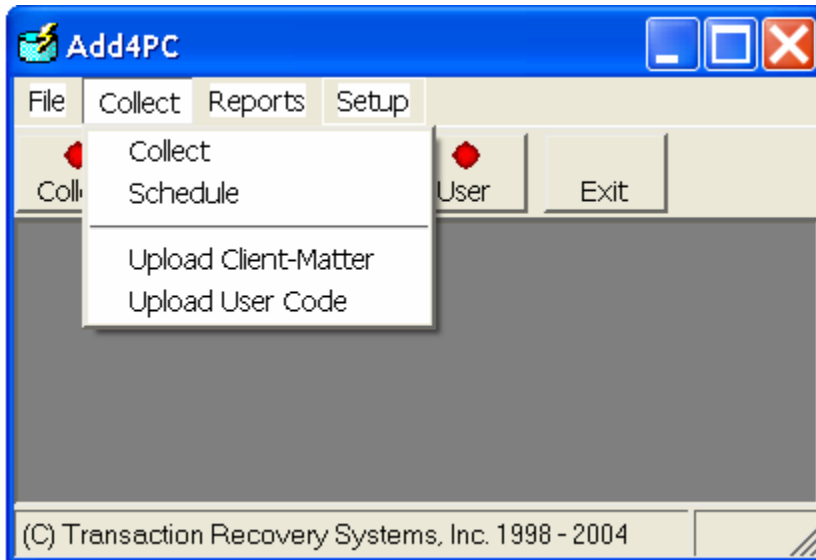 Add4PC
File Collect Reports Setup
Collect
Schedule
User Exit
Upload Client-Matter
Upload User Code
(C) Transaction Recovery Systems, Inc. 1998 - 2004